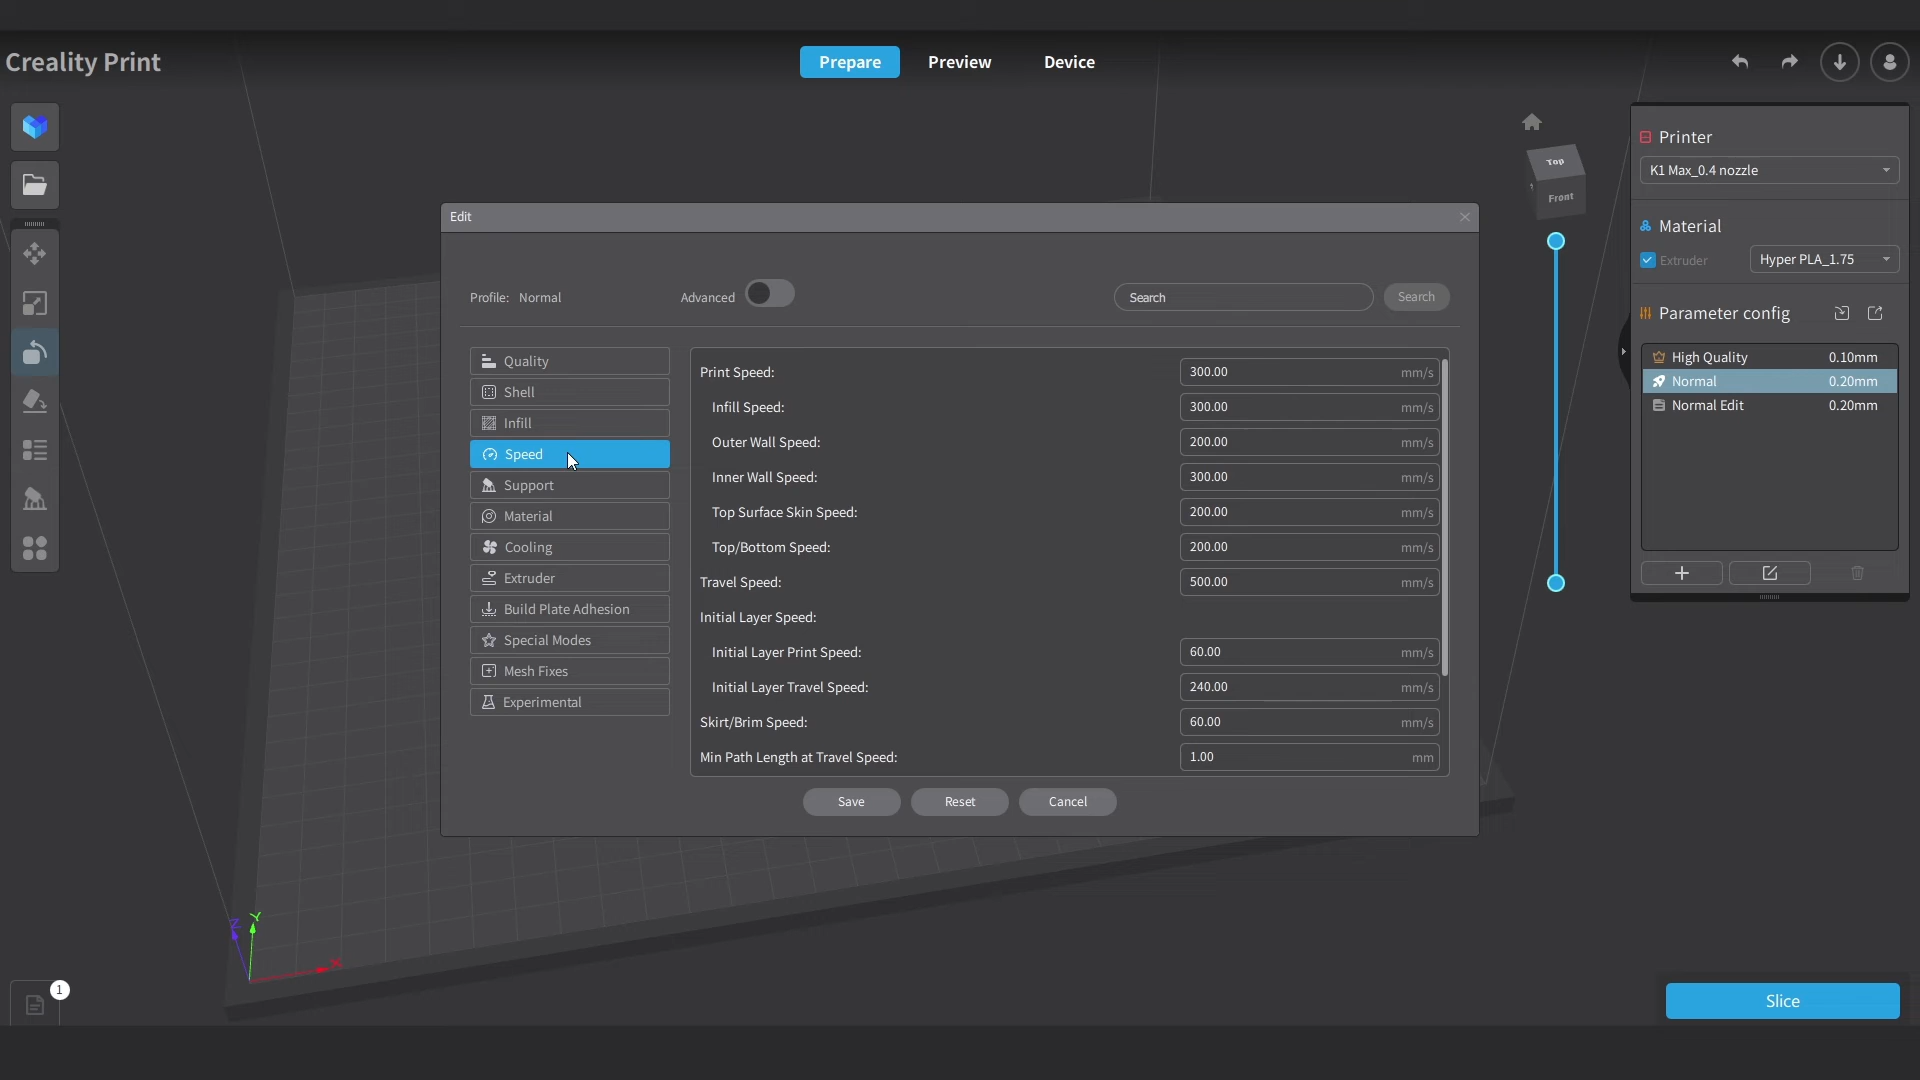 Creality Print
Prepare
Preview
Device
Top
Front
Printer
K1 Max_0.4 nozzle
Material
Extruder
Hyper PLA_1.75
Parameter config
High Quality 0.10mm
Normal 0.20mm
Normal Edit 0.20mm
Edit
Profile: Normal
Advanced
Search
Search
Quality
Shell
Infill
Speed
Support
Material
Cooling
Extruder
Build Plate Adhesion
Special Modes
Mesh Fixes
Experimental
Print Speed: 300.00 mm/s
Infill Speed: 300.00 mm/s
Outer Wall Speed: 200.00 mm/s
Inner Wall Speed: 300.00 mm/s
Top Surface Skin Speed: 200.00 mm/s
Top/Bottom Speed: 200.00 mm/s
Travel Speed: 500.00 mm/s
Initial Layer Speed:
Initial Layer Print Speed: 60.00 mm/s
Initial Layer Travel Speed: 240.00 mm/s
Skirt/Brim Speed: 60.00 mm/s
Min Path Length at Travel Speed: 1.00 mm
Save
Reset
Cancel
Z
Y
X
1
Slice